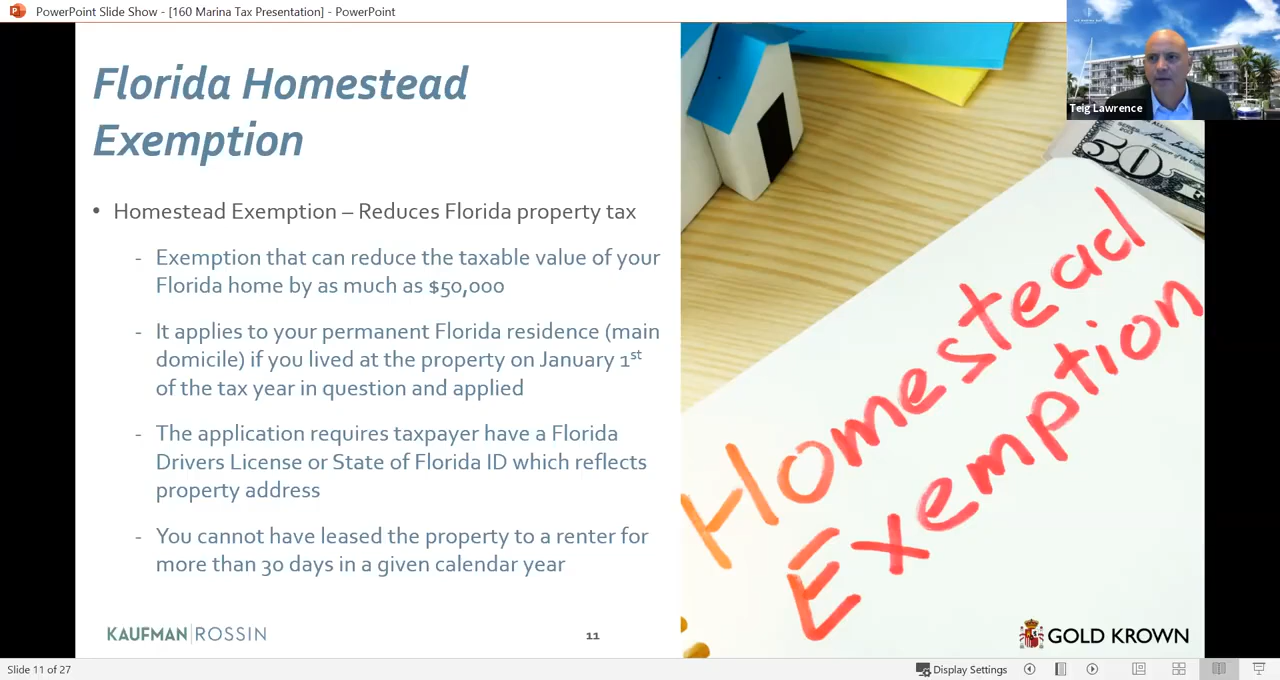 PowerPoint Slide Show - [160 Marina Tax Presentation] - PowerPoint
Teig Lawrence
Florida Homestead
Exemption
• Homestead Exemption – Reduces Florida property tax
- Exemption that can reduce the taxable value of your
Florida home by as much as $50,000
- It applies to your permanent Florida residence (main
domicile) if you lived at the property on January 1st
of the tax year in question and applied
- The application requires taxpayer have a Florida
Drivers License or State of Florida ID which reflects
property address
- You cannot have leased the property to a renter for
more than 30 days in a given calendar year
50
Homestead
Exemption
KAUFMAN ROSSIN
11
GOLD KROWN
Slide 11 of 27
Display Settings